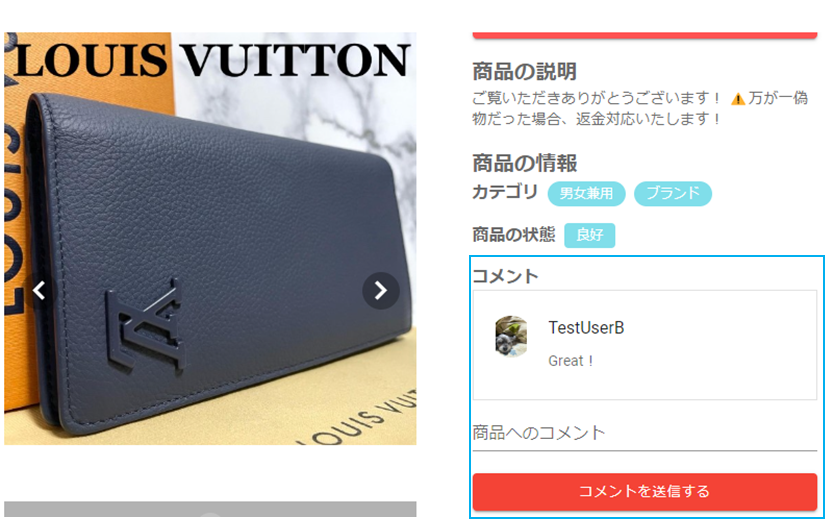 LOUIS VUITTON
LOUIS VUI
商品の説明
ご覧いただきありがとうございます！ ⚠️万が一偽
物だった場合、返金対応いたします！
商品の情報
カテゴリ 男女兼用 ブランド
商品の状態 良好
コメント
TestUserB
Great！
商品へのコメント
コメントを送信する